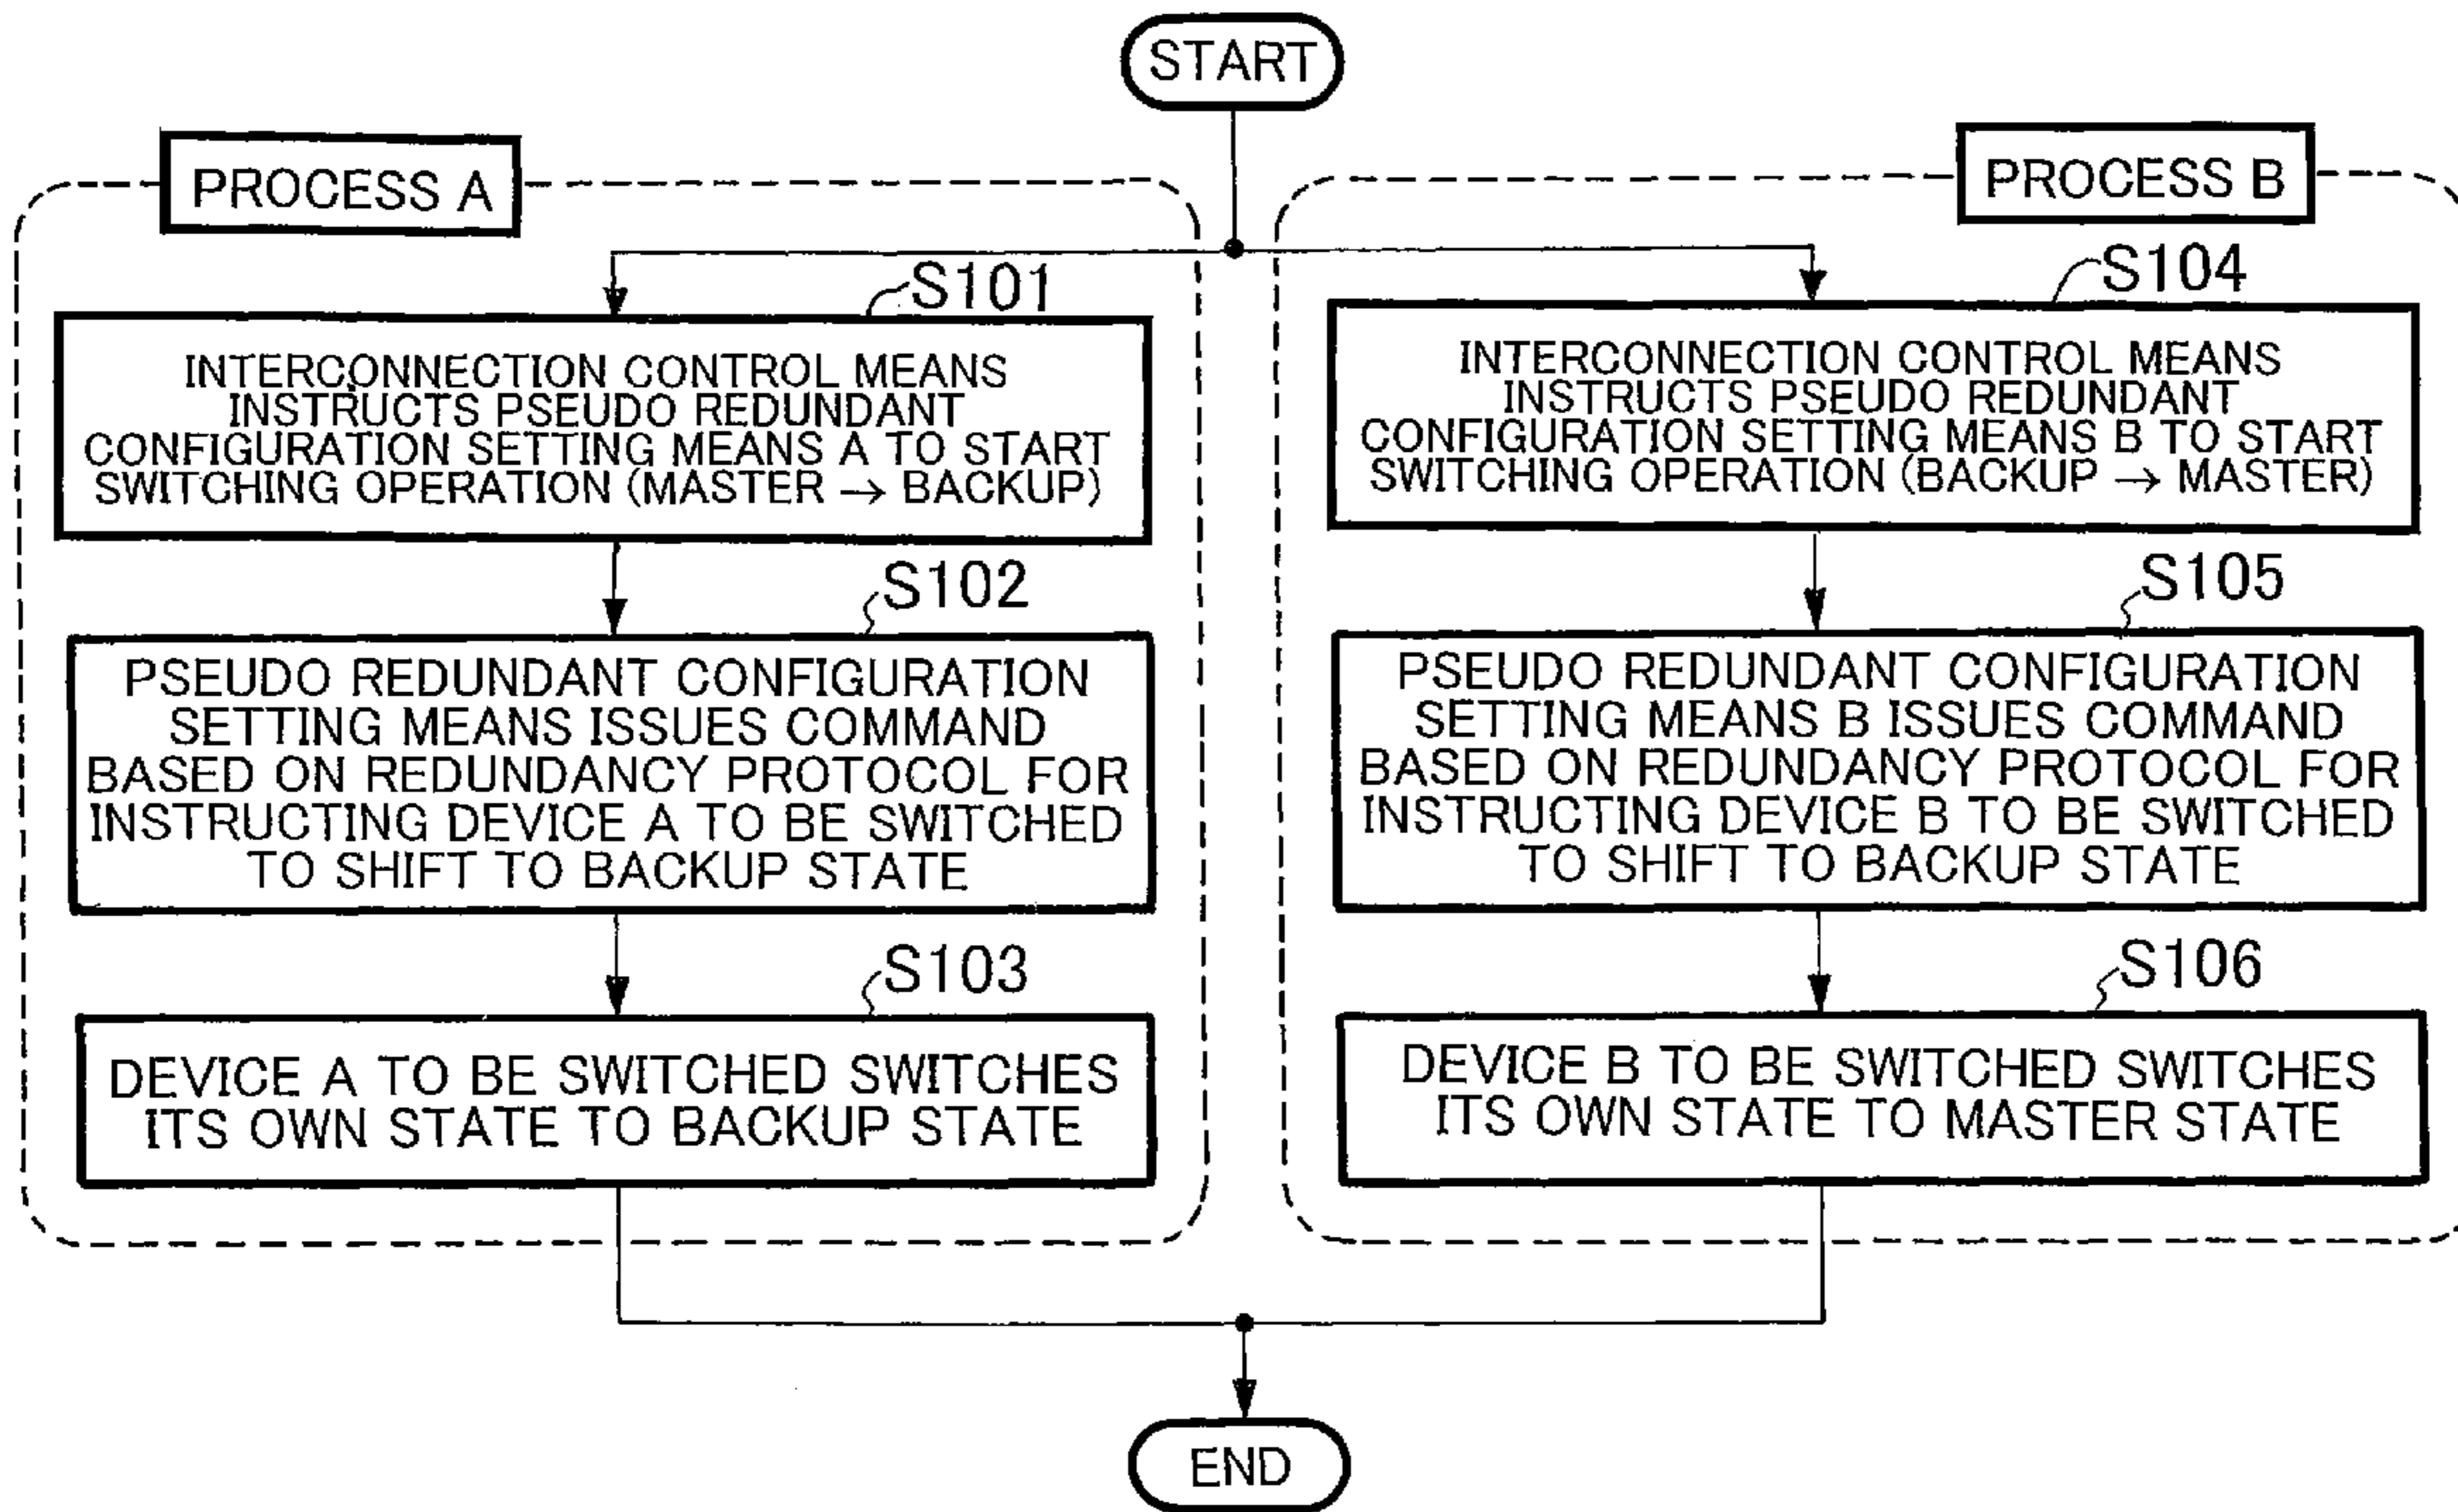 START
PROCESS A
S101
INTERCONNECTION CONTROL MEANS
INSTRUCTS PSEUDO REDUNDANT
CONFIGURATION SETTING MEANS A TO START
SWITCHING OPERATION (MASTER → BACKUP)
S102
PSEUDO REDUNDANT CONFIGURATION
SETTING MEANS ISSUES COMMAND
BASED ON REDUNDANCY PROTOCOL FOR
INSTRUCTING DEVICE A TO BE SWITCHED
TO SHIFT TO BACKUP STATE
S103
DEVICE A TO BE SWITCHED SWITCHES
ITS OWN STATE TO BACKUP STATE
PROCESS B
S104
INTERCONNECTION CONTROL MEANS
INSTRUCTS PSEUDO REDUNDANT
CONFIGURATION SETTING MEANS B TO START
SWITCHING OPERATION (BACKUP → MASTER)
S105
PSEUDO REDUNDANT CONFIGURATION
SETTING MEANS B ISSUES COMMAND
BASED ON REDUNDANCY PROTOCOL FOR
INSTRUCTING DEVICE B TO BE SWITCHED
TO SHIFT TO BACKUP STATE
S106
DEVICE B TO BE SWITCHED SWITCHES
ITS OWN STATE TO MASTER STATE
END